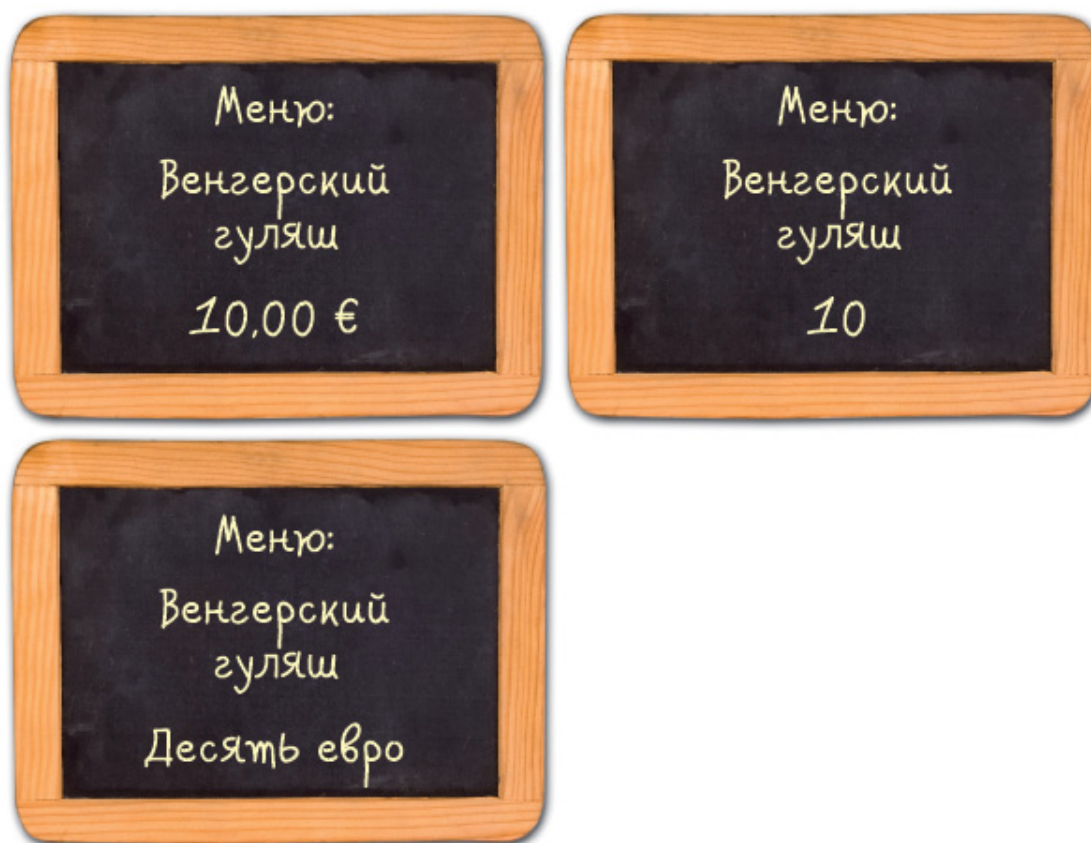 Меню:
Венгерский
гуляш
10,00 €
Меню:
Венгерский
гуляш
10
Меню:
Венгерский
гуляш
Десять евро